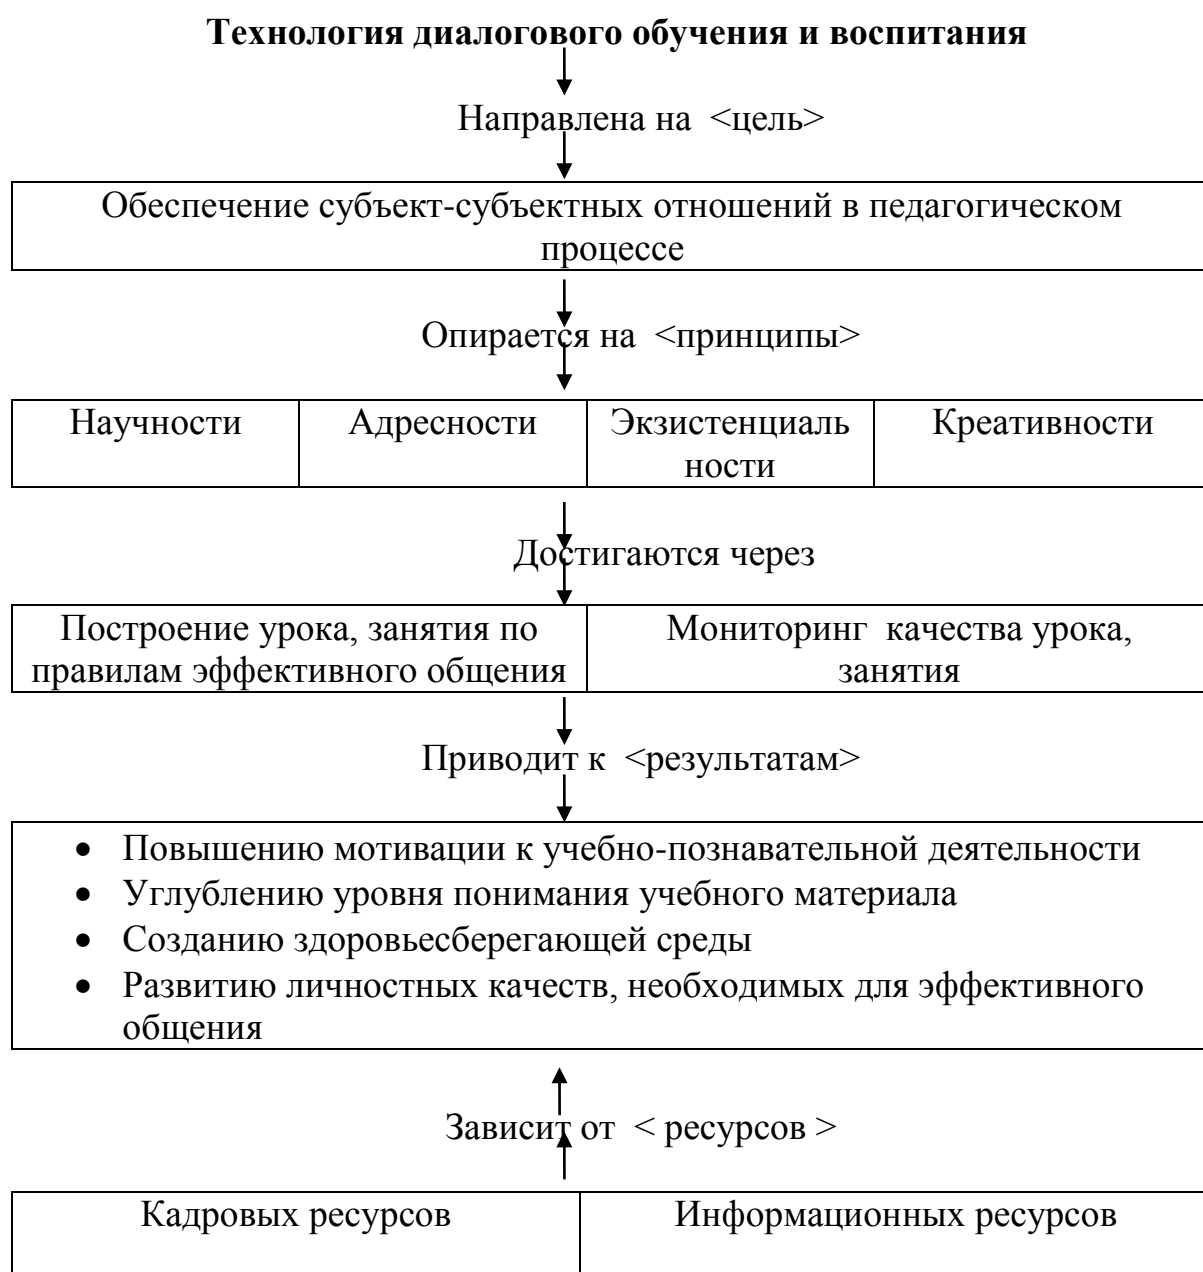 Технология диалогового обучения и воспитания
Направлена на <цель>
Обеспечение субъект-субъектных отношений в педагогическом
процессе
Опирается на <принципы>
Научности
Адресности
Экзистенциаль
ности
Креативности
Достигаются через
Построение урока, занятия по
правилам эффективного общения
Мониторинг качества урока,
занятия
Приводит к <результатам>
• Повышению мотивации к учебно-познавательной деятельности
• Углублению уровня понимания учебного материала
• Созданию здоровьесберегающей среды
• Развитию личностных качеств, необходимых для эффективного
общения
Зависит от < ресурсов >
Кадровых ресурсов
Информационных ресурсов